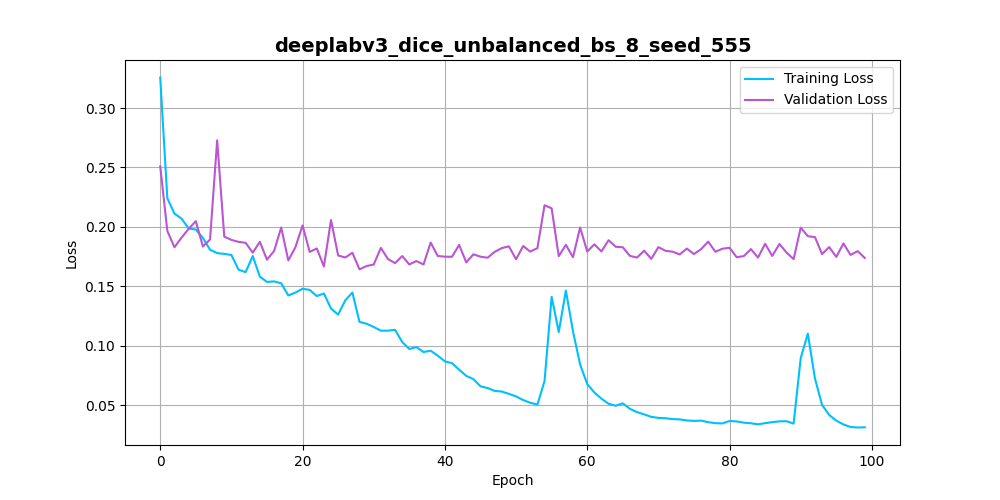 deeplabv3_dice_unbalanced_bs_8_seed_555
Training Loss
Validation Loss
Loss
0.30
0.25
0.20
0.15
0.10
0.05
0 20 40 60 80 100
Epoch